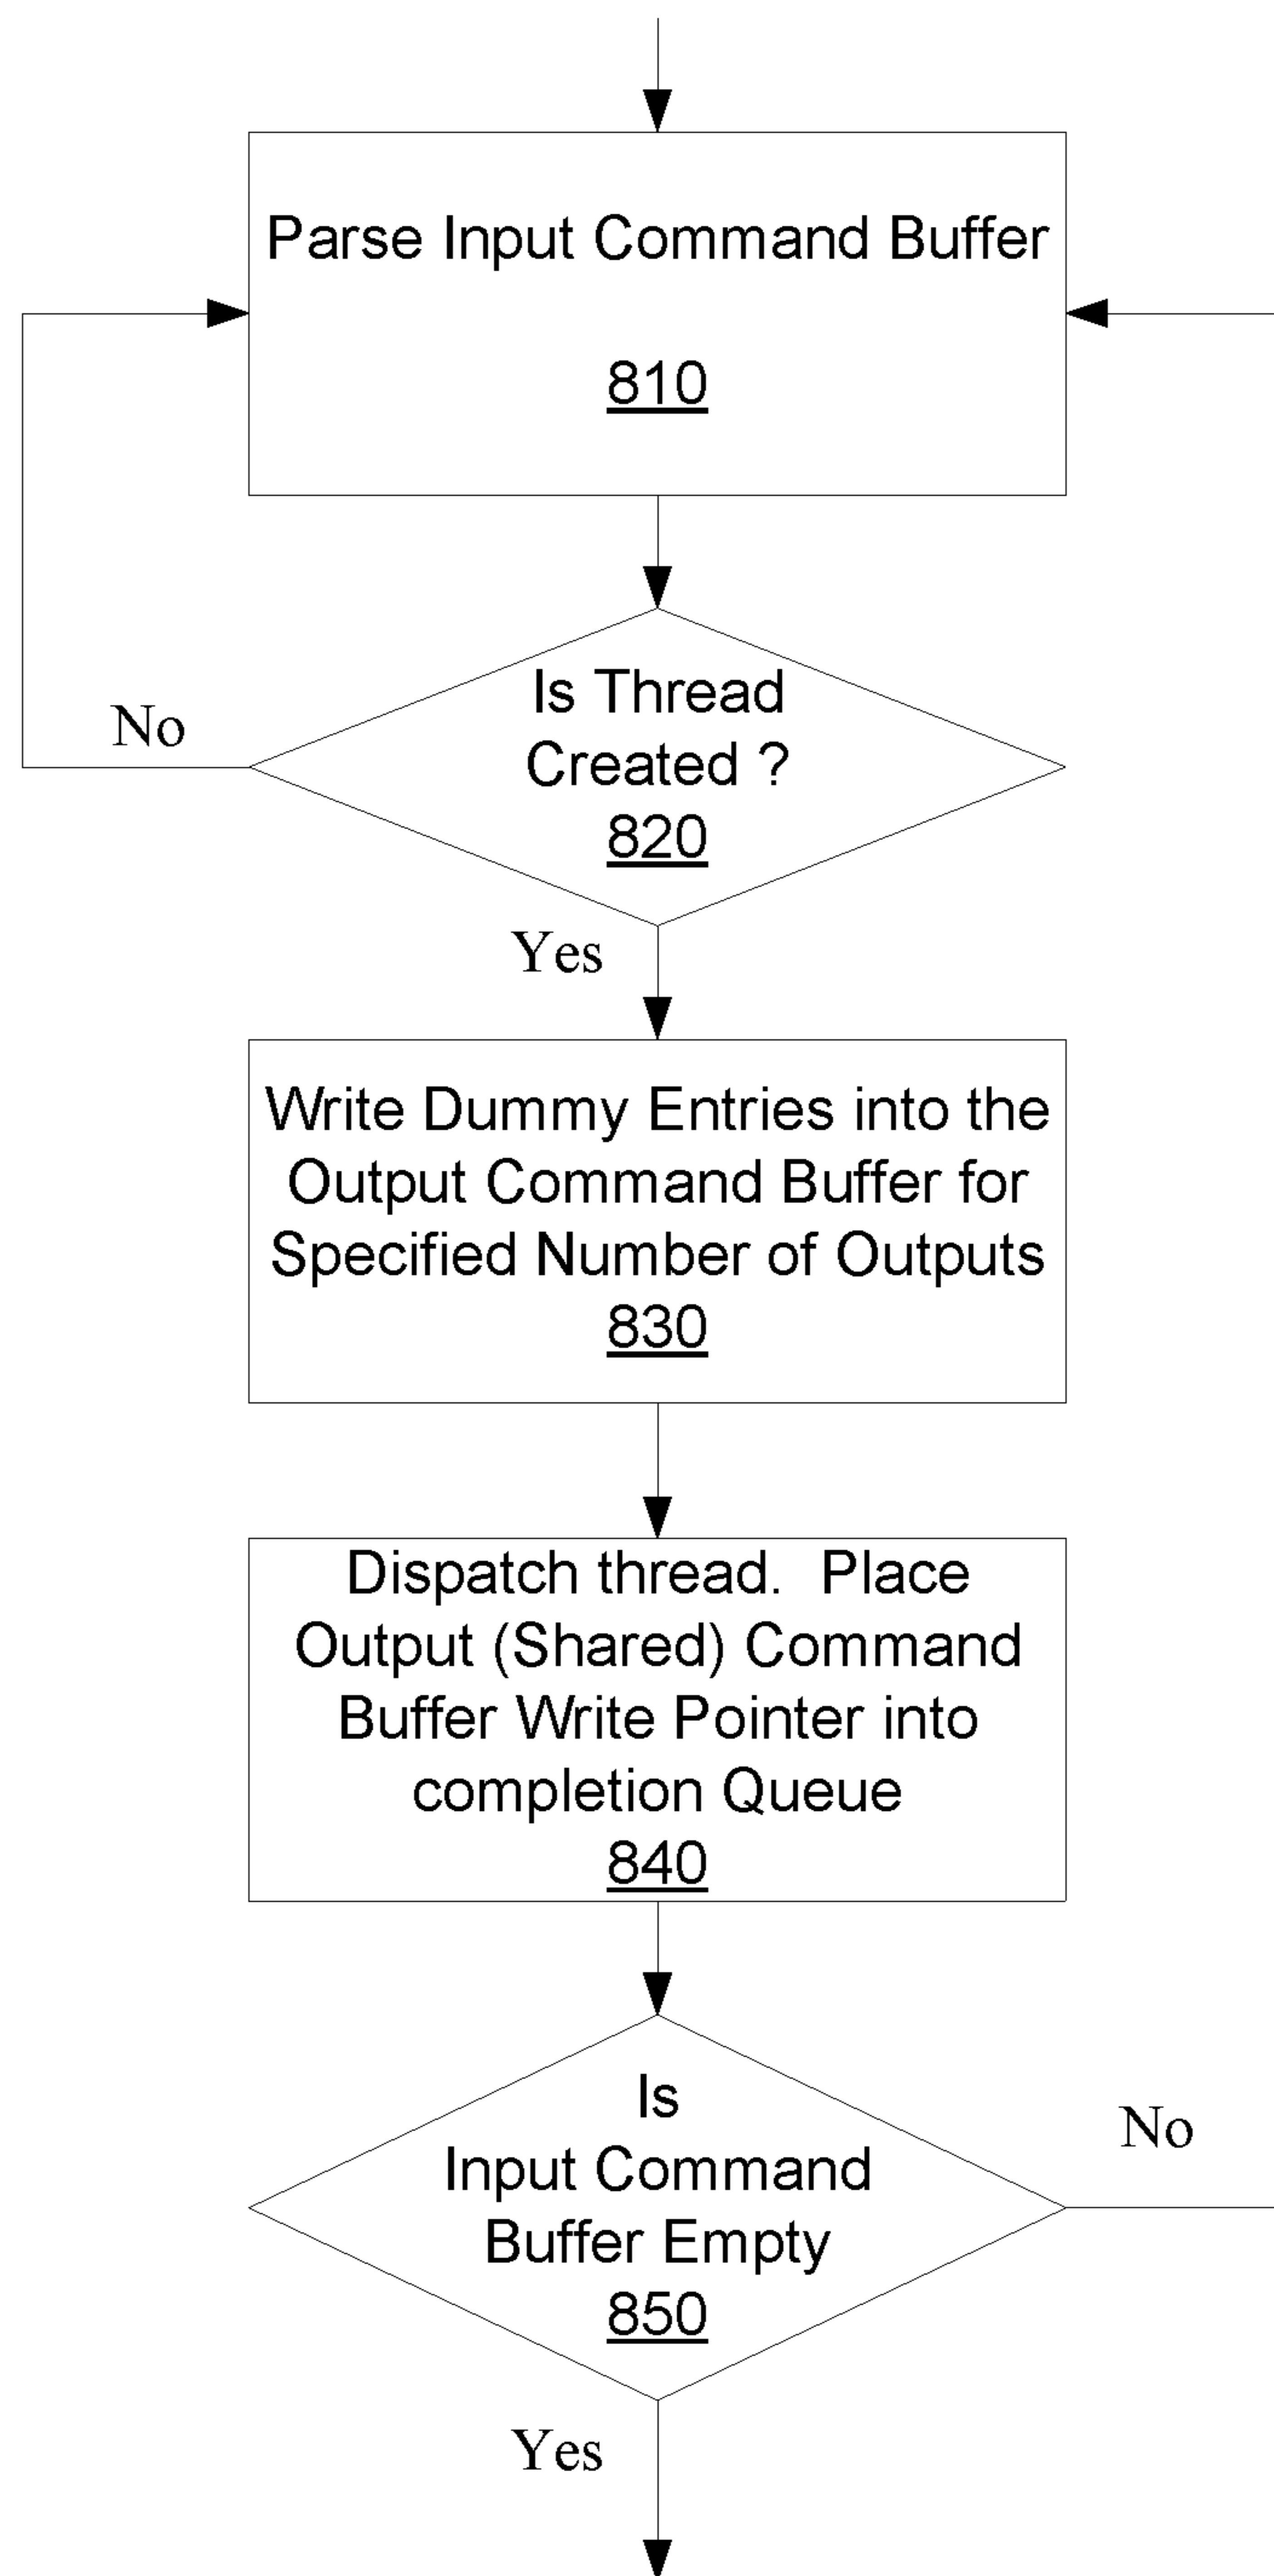 Parse Input Command Buffer
810
Is Thread
Created ?
820
No
Yes
Write Dummy Entries into the
Output Command Buffer for
Specified Number of Outputs
830
Dispatch thread.  Place
Output (Shared) Command
Buffer Write Pointer into
completion Queue
840
Is
Input Command
Buffer Empty
850
No
Yes